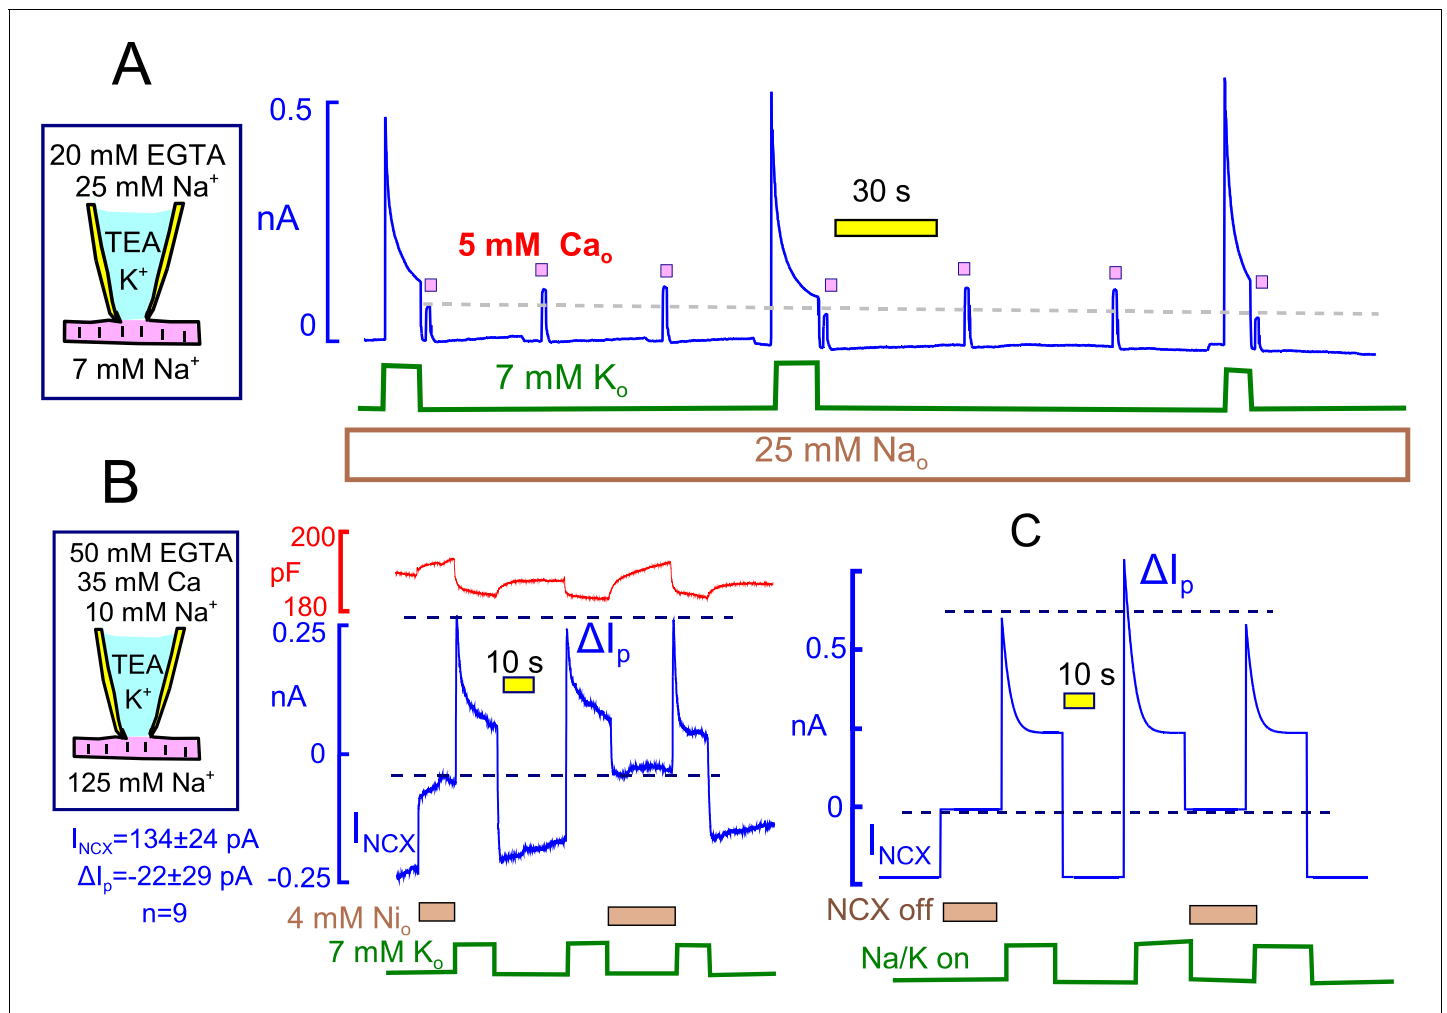 A
20 mM EGTA
25 mM Na⁺
TEA
K⁺
7 mM Na⁺
0.5
nA
0
5 mM Caₒ
30 s
7 mM Kₒ
25 mM Naₒ
B
50 mM EGTA
35 mM Ca
10 mM Na⁺
TEA
K⁺
125 mM Na⁺
I_NCX=134±24 pA
ΔIₚ=-22±29 pA
n=9
200
pF
180
0.25
nA
0
-0.25
ΔIₚ
10 s
I_NCX
4 mM Niₒ
7 mM Kₒ
C
ΔIₚ
0.5
10 s
nA
0
I_NCX
NCX off
Na/K on